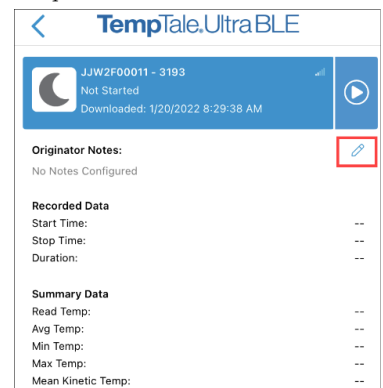 TempTale®Ultra BLE
JJW2F00011 - 3193
Not Started
Downloaded: 1/20/2022 8:29:38 AM
Originator Notes:
No Notes Configured
Recorded Data
Start Time: --
Stop Time: --
Duration: --
Summary Data
Read Temp: --
Avg Temp: --
Min Temp: --
Max Temp: --
Mean Kinetic Temp: --